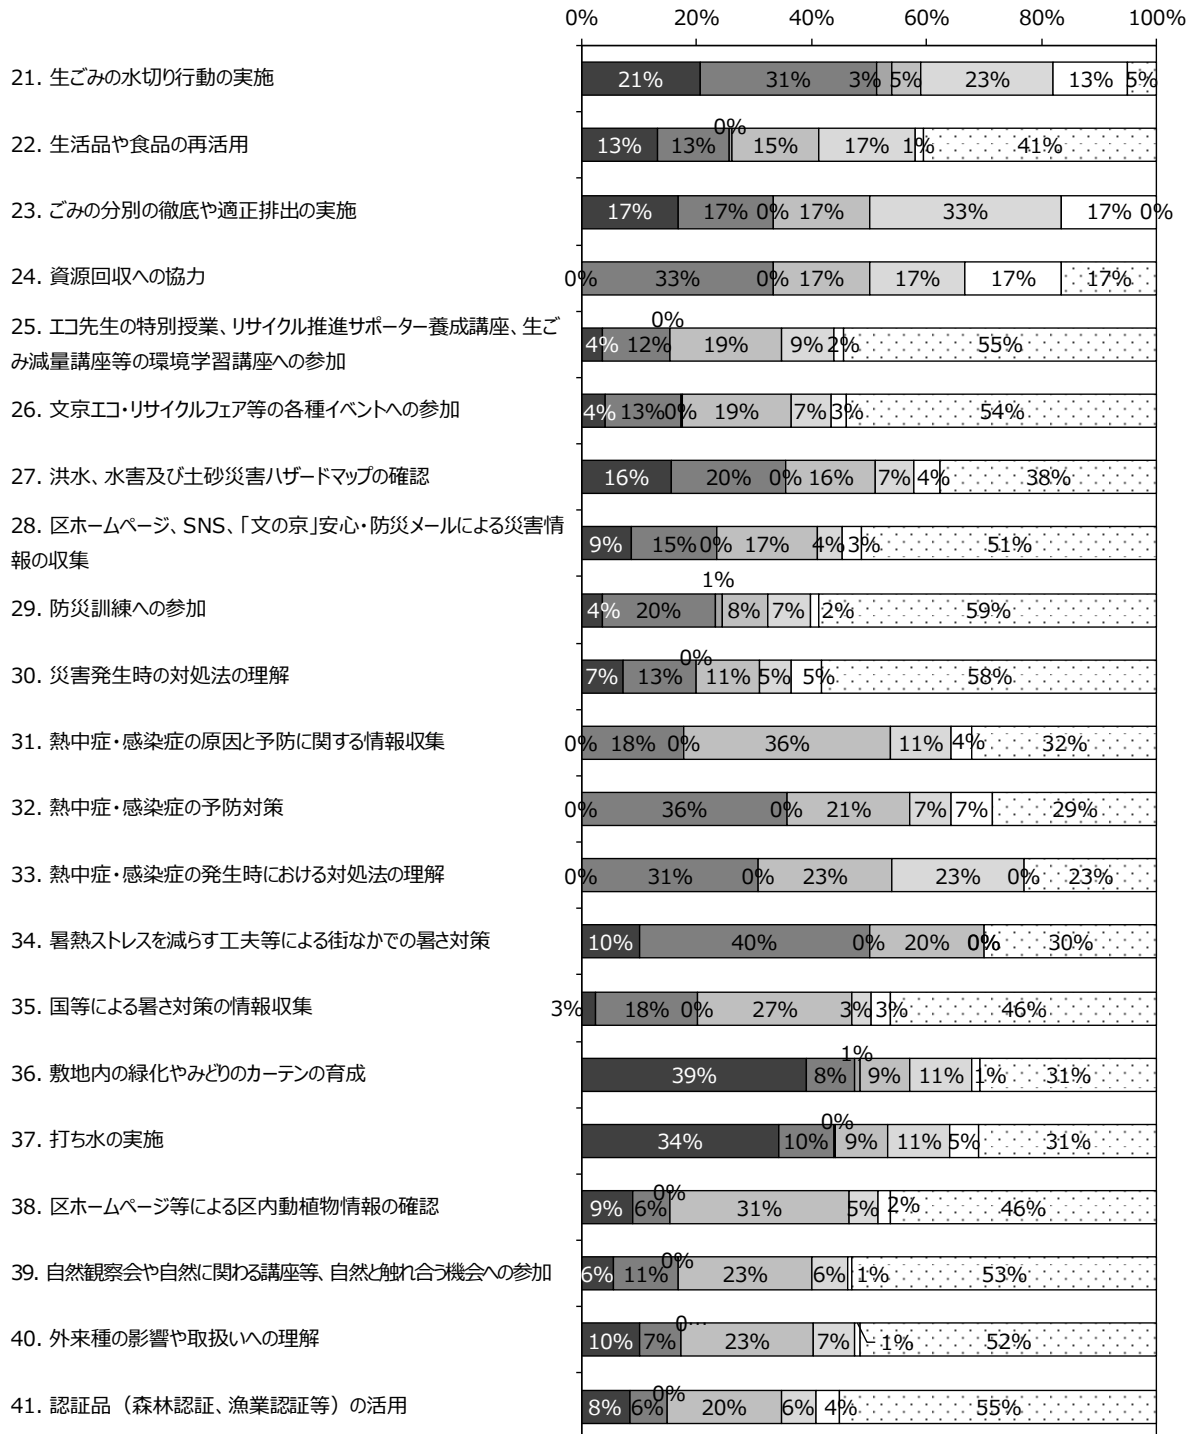 0% 20% 40% 60% 80% 100%
21. 生ごみの水切り行動の実施
21% 31% 3% 5% 23% 13% 5%
22. 生活品や食品の再活用
13% 13% 0% 15% 17% 1% 41%
23. ごみの分別の徹底や適正排出の実施
17% 17% 0% 17% 33% 17% 0%
24. 資源回収への協力
0% 33% 0% 17% 17% 17% 17%
25. エコ先生の特別授業、リサイクル推進サポーター養成講座、生ご
み減量講座等の環境学習講座への参加
4% 12% 0% 19% 9% 2% 55%
26. 文京エコ・リサイクルフェア等の各種イベントへの参加
4% 13% 0% 19% 7% 3% 54%
27. 洪水、水害及び土砂災害ハザードマップの確認
16% 20% 0% 16% 7% 4% 38%
28. 区ホームページ、SNS、「文の京」安心・防災メールによる災害情
報の収集
9% 15% 0% 17% 4% 3% 51%
29. 防災訓練への参加
4% 20% 1% 8% 7% 2% 59%
30. 災害発生時の対処法の理解
7% 13% 0% 11% 5% 5% 58%
31. 熱中症・感染症の原因と予防に関する情報収集
0% 18% 0% 36% 11% 4% 32%
32. 熱中症・感染症の予防対策
0% 36% 0% 21% 7% 7% 29%
33. 熱中症・感染症の発生時における対処法の理解
0% 31% 0% 23% 23% 0% 23%
34. 暑熱ストレスを減らす工夫等による街なかでの暑さ対策
10% 40% 0% 20% 0% 0% 30%
35. 国等による暑さ対策の情報収集
3% 18% 0% 27% 3% 3% 46%
36. 敷地内の緑化やみどりのカーテンの育成
39% 8% 1% 9% 11% 1% 31%
37. 打ち水の実施
34% 10% 0% 9% 11% 5% 31%
38. 区ホームページ等による区内動植物情報の確認
9% 6% 0% 31% 5% 2% 46%
39. 自然観察会や自然に関わる講座等、自然と触れ合う機会への参加
6% 11% 0% 23% 6% 1% 53%
40. 外来種の影響や取扱いへの理解
10% 7% 0… 23% 7% 1% 52%
41. 認証品（森林認証、漁業認証等）の活用
8% 6% 0% 20% 6% 4% 55%